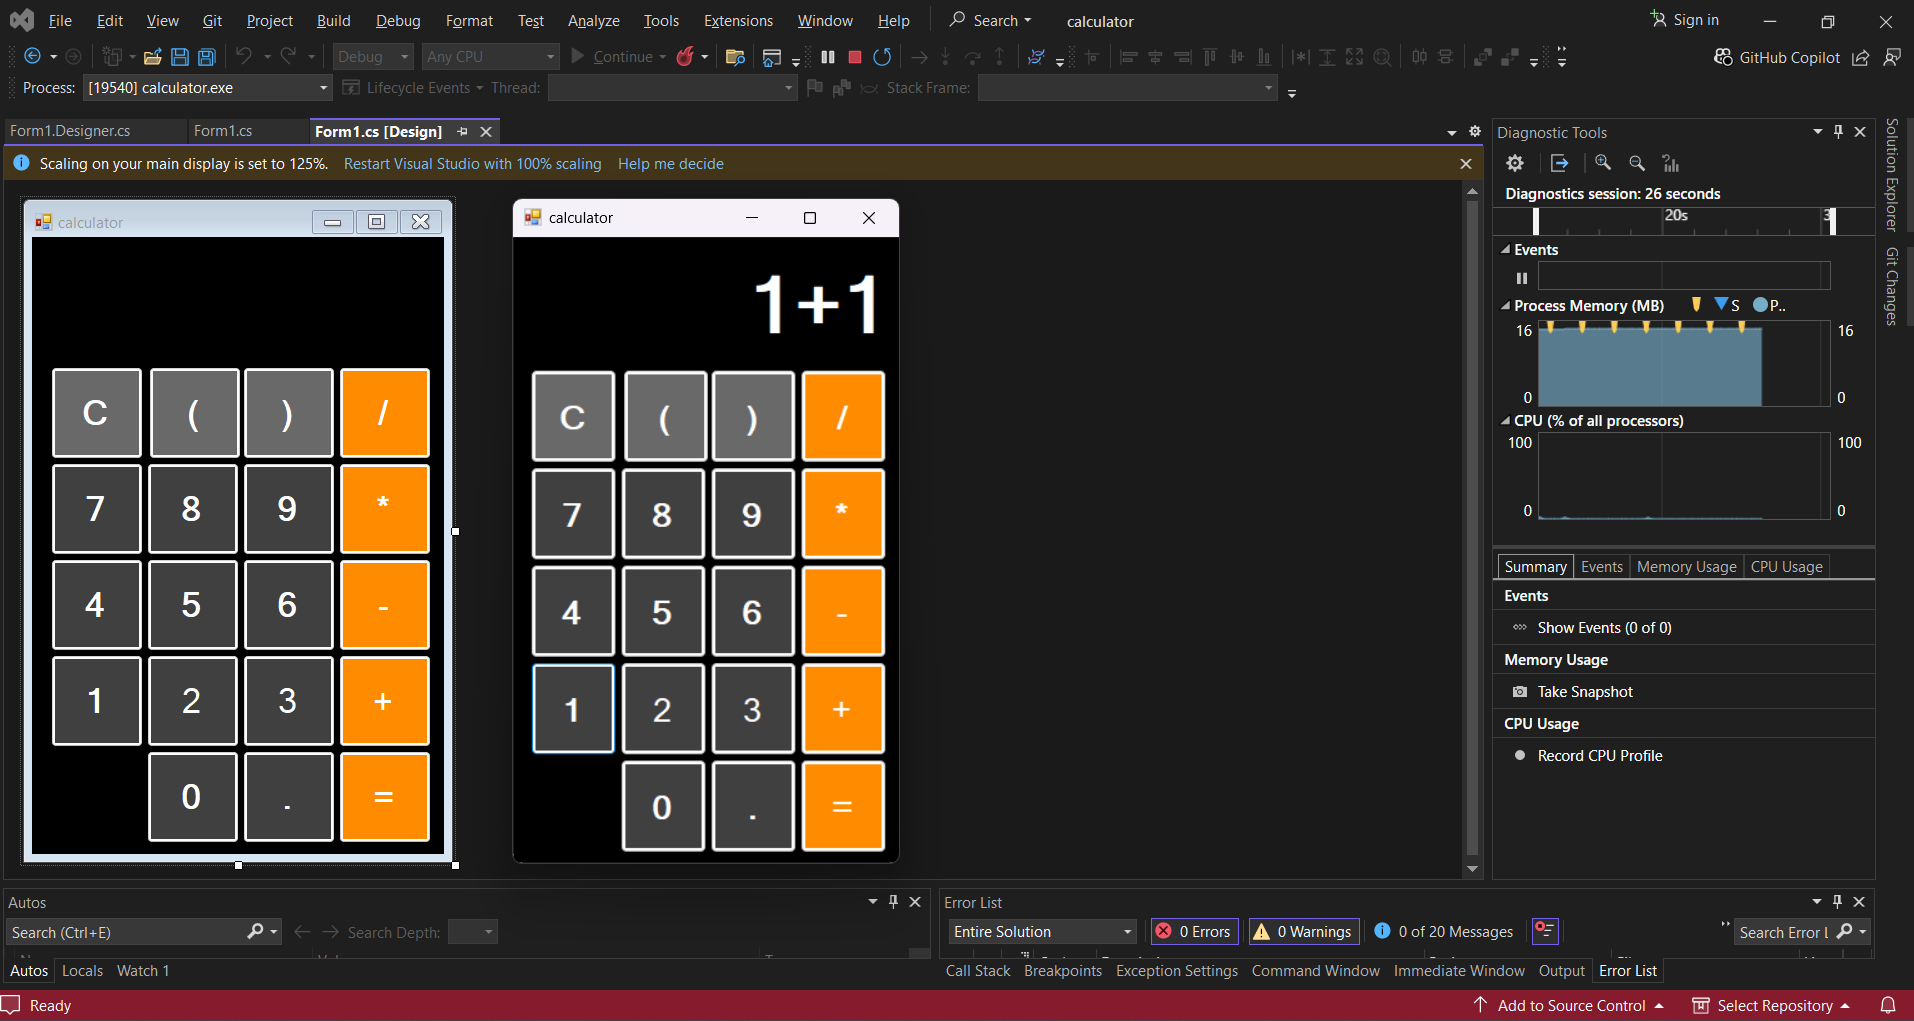 File Edit View Git Project Build Debug Format Test Analyze Tools Extensions Window Help Search calculator Sign in
Debug Any CPU Continue GitHub Copilot
Process: [19540] calculator.exe Lifecycle Events Thread: Stack Frame:
Form1.Designer.cs Form1.cs Form1.cs [Design]
Scaling on your main display is set to 125%. Restart Visual Studio with 100% scaling Help me decide
calculator
C ( ) /
7 8 9 *
4 5 6 -
1 2 3 +
0 . =
calculator
1+1
C ( ) /
7 8 9 *
4 5 6 -
1 2 3 +
0 . =
Diagnostic Tools
Diagnostics session: 26 seconds
20s 3
Events
Process Memory (MB) S P..
16 16
0 0
CPU (% of all processors)
100 100
0 0
Summary Events Memory Usage CPU Usage
Events
Show Events (0 of 0)
Memory Usage
Take Snapshot
CPU Usage
Record CPU Profile
Solution Explorer
Git Changes
Autos
Search (Ctrl+E) Search Depth:
Autos Locals Watch 1
Error List
Entire Solution 0 Errors 0 Warnings 0 of 20 Messages Search Error L
Call Stack Breakpoints Exception Settings Command Window Immediate Window Output Error List
Ready Add to Source Control Select Repository